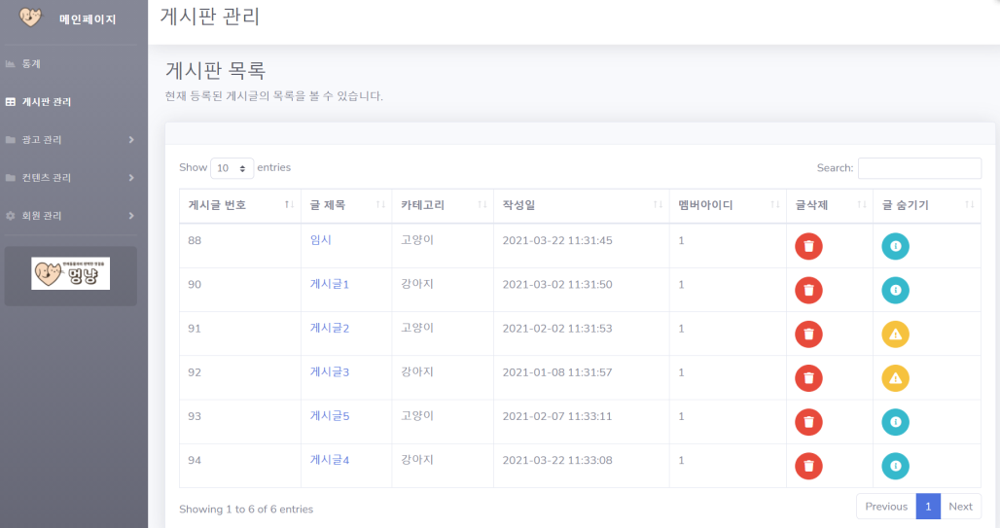 메인페이지
통계
게시판 관리
광고 관리
컨텐츠 관리
회원 관리
멍냥
게시판 관리
게시판 목록
현재 등록된 게시글의 목록을 볼 수 있습니다.
Show 10 entries Search:
게시글 번호 글 제목 카테고리 작성일 멤버아이디 글삭제 글 숨기기
88 임시 고양이 2021-03-22 11:31:45 1
90 게시글1 강아지 2021-03-02 11:31:50 1
91 게시글2 고양이 2021-02-02 11:31:53 1
92 게시글3 강아지 2021-01-08 11:31:57 1
93 게시글5 고양이 2021-02-07 11:33:11 1
94 게시글4 강아지 2021-03-22 11:33:08 1
Showing 1 to 6 of 6 entries
Previous 1 Next